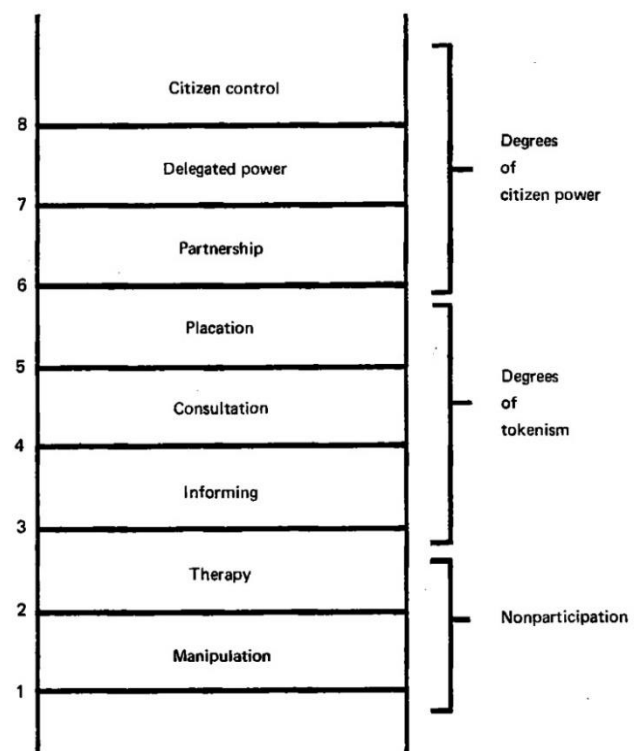 Citizen control
8
Delegated power
7
Partnership
6
Placation
5
Consultation
4
Informing
3
Therapy
2
Manipulation
1
Degrees
of
citizen power
Degrees
of
tokenism
Nonparticipation